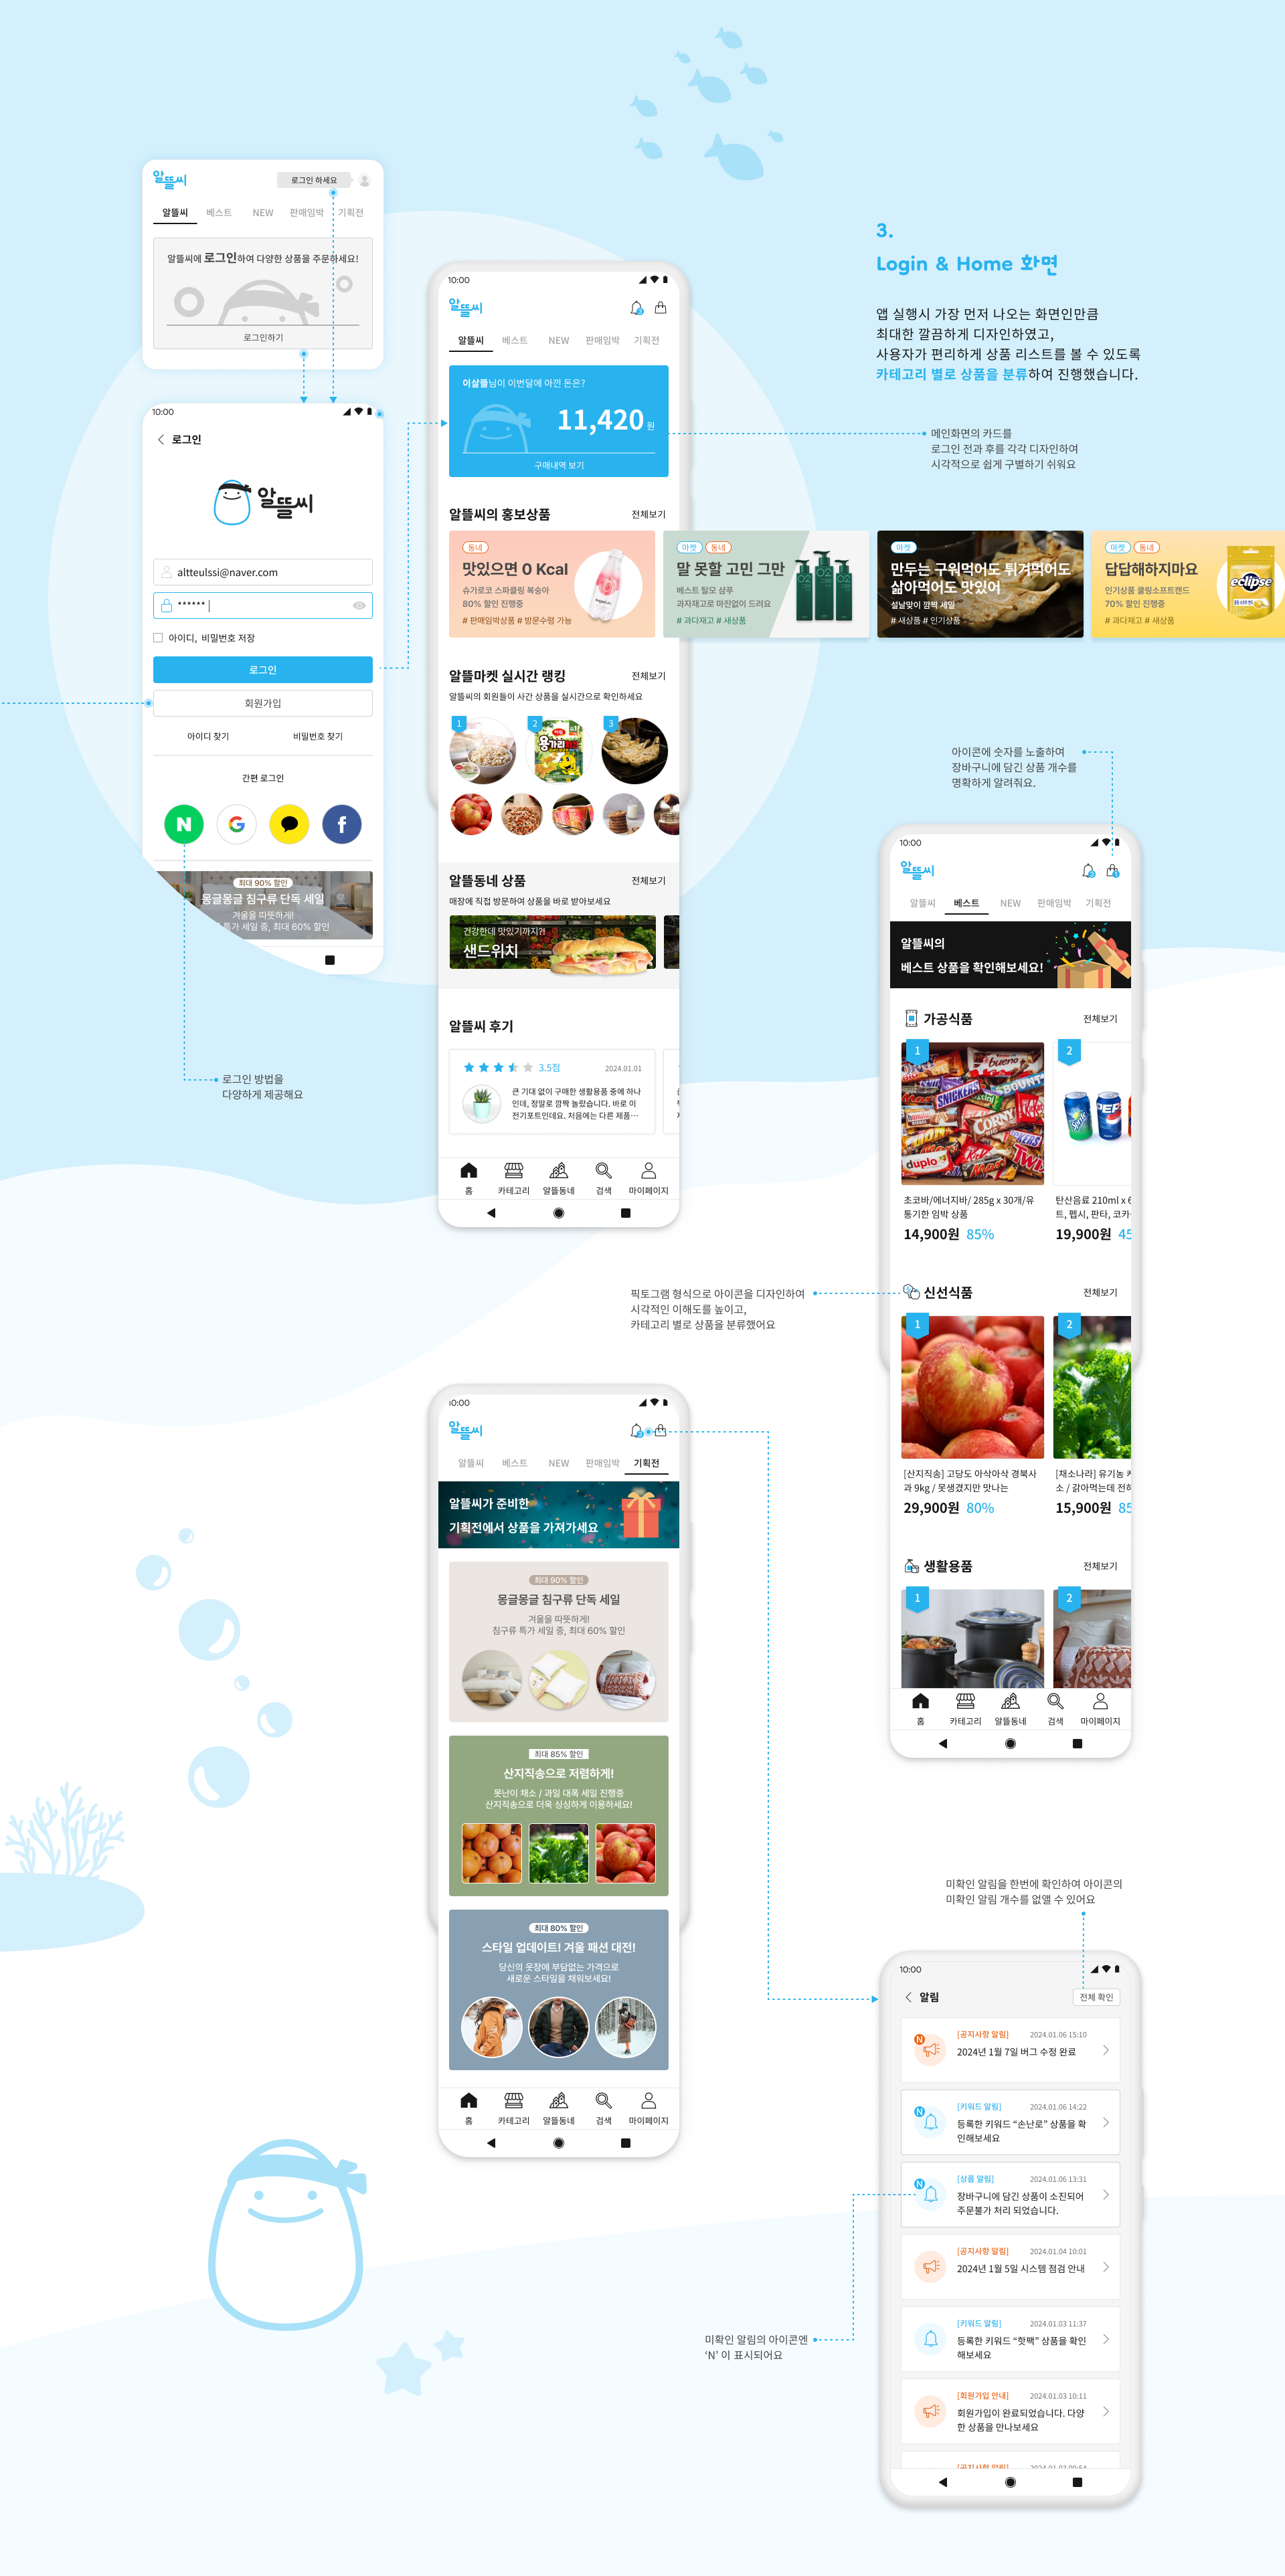 알뜰씨
로그인 하세요
알뜰씨 베스트 NEW 판매임박 기획전
알뜰씨에 로그인하여 다양한 상품을 주문하세요!
로그인하기
10:00
로그인
알뜰씨
altteulssi@naver.com
****** |
아이디, 비밀번호 저장
로그인
회원가입
아이디 찾기 비밀번호 찾기
간편 로그인
N G f
최대 90% 할인
몽글몽글 침구류 단독 세일
겨울을 따뜻하게!
특가 세일 중, 최대 60% 할인
로그인 방법을
다양하게 제공해요
3.
Login & Home 화면
앱 실행시 가장 먼저 나오는 화면인만큼
최대한 깔끔하게 디자인하였고,
사용자가 편리하게 상품 리스트를 볼 수 있도록
카테고리 별로 상품을 분류하여 진행했습니다.
10:00
알뜰씨
알뜰씨 베스트 NEW 판매임박 기획전
이살뜰님이 이번달에 아낀 돈은?
11,420 원
구매내역 보기
메인화면의 카드를
로그인 전과 후를 각각 디자인하여
시각적으로 쉽게 구별하기 쉬워요
알뜰씨의 홍보상품 전체보기
동네
맛있으면 0 Kcal
슈가로코 스파클링 복숭아
80% 할인 진행중
# 판매임박상품 # 방문수령 가능
마켓 동네
말 못할 고민 그만
베스트 탈모 샴푸
과자재고로 마진없이 드려요
# 과다재고 # 새상품
마켓
만두는 구워먹어도 튀겨먹어도
삶아먹어도 맛있어
설날맞이 깜짝 세일
# 새상품 # 인기상품
마켓 동네
답답해하지마요
인기상품 쿨링소프트캔드
70% 할인 진행중
# 과다재고 # 새상품
eclipse
알뜰마켓 실시간 랭킹 전체보기
알뜰씨의 회원들이 사간 상품을 실시간으로 확인하세요
1 2 3
용가리
알뜰동네 상품 전체보기
매장에 직접 방문하여 상품을 바로 받아보세요
건강한데 맛있기까지?!
샌드위치
알뜰씨 후기
3.5점 2024.01.01
큰 기대 없이 구매한 생활용품 중에 하나
인데, 정말로 깜짝 놀랐습니다. 바로 이
전기포트인데요. 처음에는 다른 제품…
홈 카테고리 알뜰동네 검색 마이페이지
아이콘에 숫자를 노출하여
장바구니에 담긴 상품 개수를
명확하게 알려줘요.
10:00
알뜰씨
알뜰씨 베스트 NEW 판매임박 기획전
알뜰씨의
베스트 상품을 확인해보세요!
가공식품 전체보기
1 2
bueno
SNICKERS
BOUNTY
CORNY
BIG
duplo
Twix
Sprite
PEPSI
초코바/에너지바/ 285g x 30개/유
통기한 임박 상품
14,900원 85%
탄산음료 210ml x 6
트, 펩시, 판타, 코카
19,900원 45
픽토그램 형식으로 아이콘을 디자인하여
시각적인 이해도를 높이고,
카테고리 별로 상품을 분류했어요
신선식품 전체보기
1 2
[산지직송] 고당도 아삭아삭 경북사
과 9kg / 못생겼지만 맛나는
29,900원 80%
[채소나라] 유기농
소 / 갉아먹는데 전혀
15,900원 85
생활용품 전체보기
1 2
홈 카테고리 알뜰동네 검색 마이페이지
10:00
알뜰씨
알뜰씨 베스트 NEW 판매임박 기획전
알뜰씨가 준비한
기획전에서 상품을 가져가세요
최대 90% 할인
몽글몽글 침구류 단독 세일
겨울을 따뜻하게!
침구류 특가 세일 중, 최대 60% 할인
최대 85% 할인
산지직송으로 저렴하게!
못난이 채소 / 과일 대폭 세일 진행중
산지직송으로 더욱 싱싱하게 이용하세요!
최대 80% 할인
스타일 업데이트! 겨울 패션 대전!
당신의 옷장에 부담없는 가격으로
새로운 스타일을 채워보세요!
홈 카테고리 알뜰동네 검색 마이페이지
미확인 알림을 한번에 확인하여 아이콘의
미확인 알림 개수를 없앨 수 있어요
10:00
알림 전체 확인
N
[공지사항 알림] 2024.01.06 15:10
2024년 1월 7일 버그 수정 완료
N
[키워드 알림] 2024.01.06 14:22
등록한 키워드 “손난로” 상품을 확
인해보세요
N
[상품 알림] 2024.01.06 13:31
장바구니에 담긴 상품이 소진되어
주문불가 처리 되었습니다.
[공지사항 알림] 2024.01.04 10:01
2024년 1월 5일 시스템 점검 안내
[키워드 알림] 2024.01.03 11:37
등록한 키워드 “핫팩” 상품을 확인
해보세요
[회원가입 안내] 2024.01.03 10:11
회원가입이 완료되었습니다. 다양
한 상품을 만나보세요
[공지사항 알림] 2024.01.03 09:54
미확인 알림의 아이콘엔
‘N’ 이 표시되어요